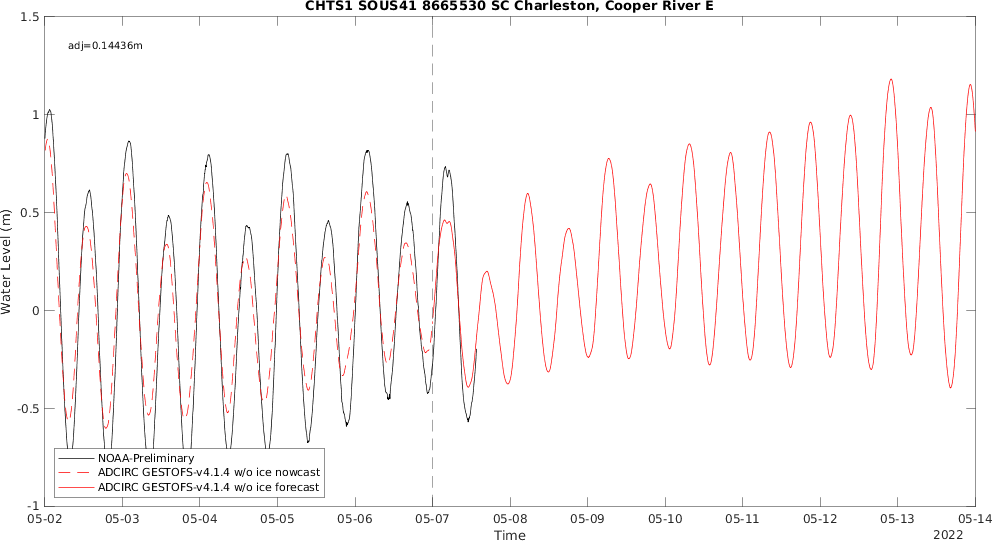 CHTS1 SOUS41 8665530 SC Charleston, Cooper River E
adj=0.14436m
Water Level (m)
1.5
1
0.5
0
-0.5
-1
NOAA-Preliminary
ADCIRC GESTOFS-v4.1.4 w/o ice nowcast
ADCIRC GESTOFS-v4.1.4 w/o ice forecast
05-02 05-03 05-04 05-05 05-06 05-07 05-08 05-09 05-10 05-11 05-12 05-13 05-14
Time
2022